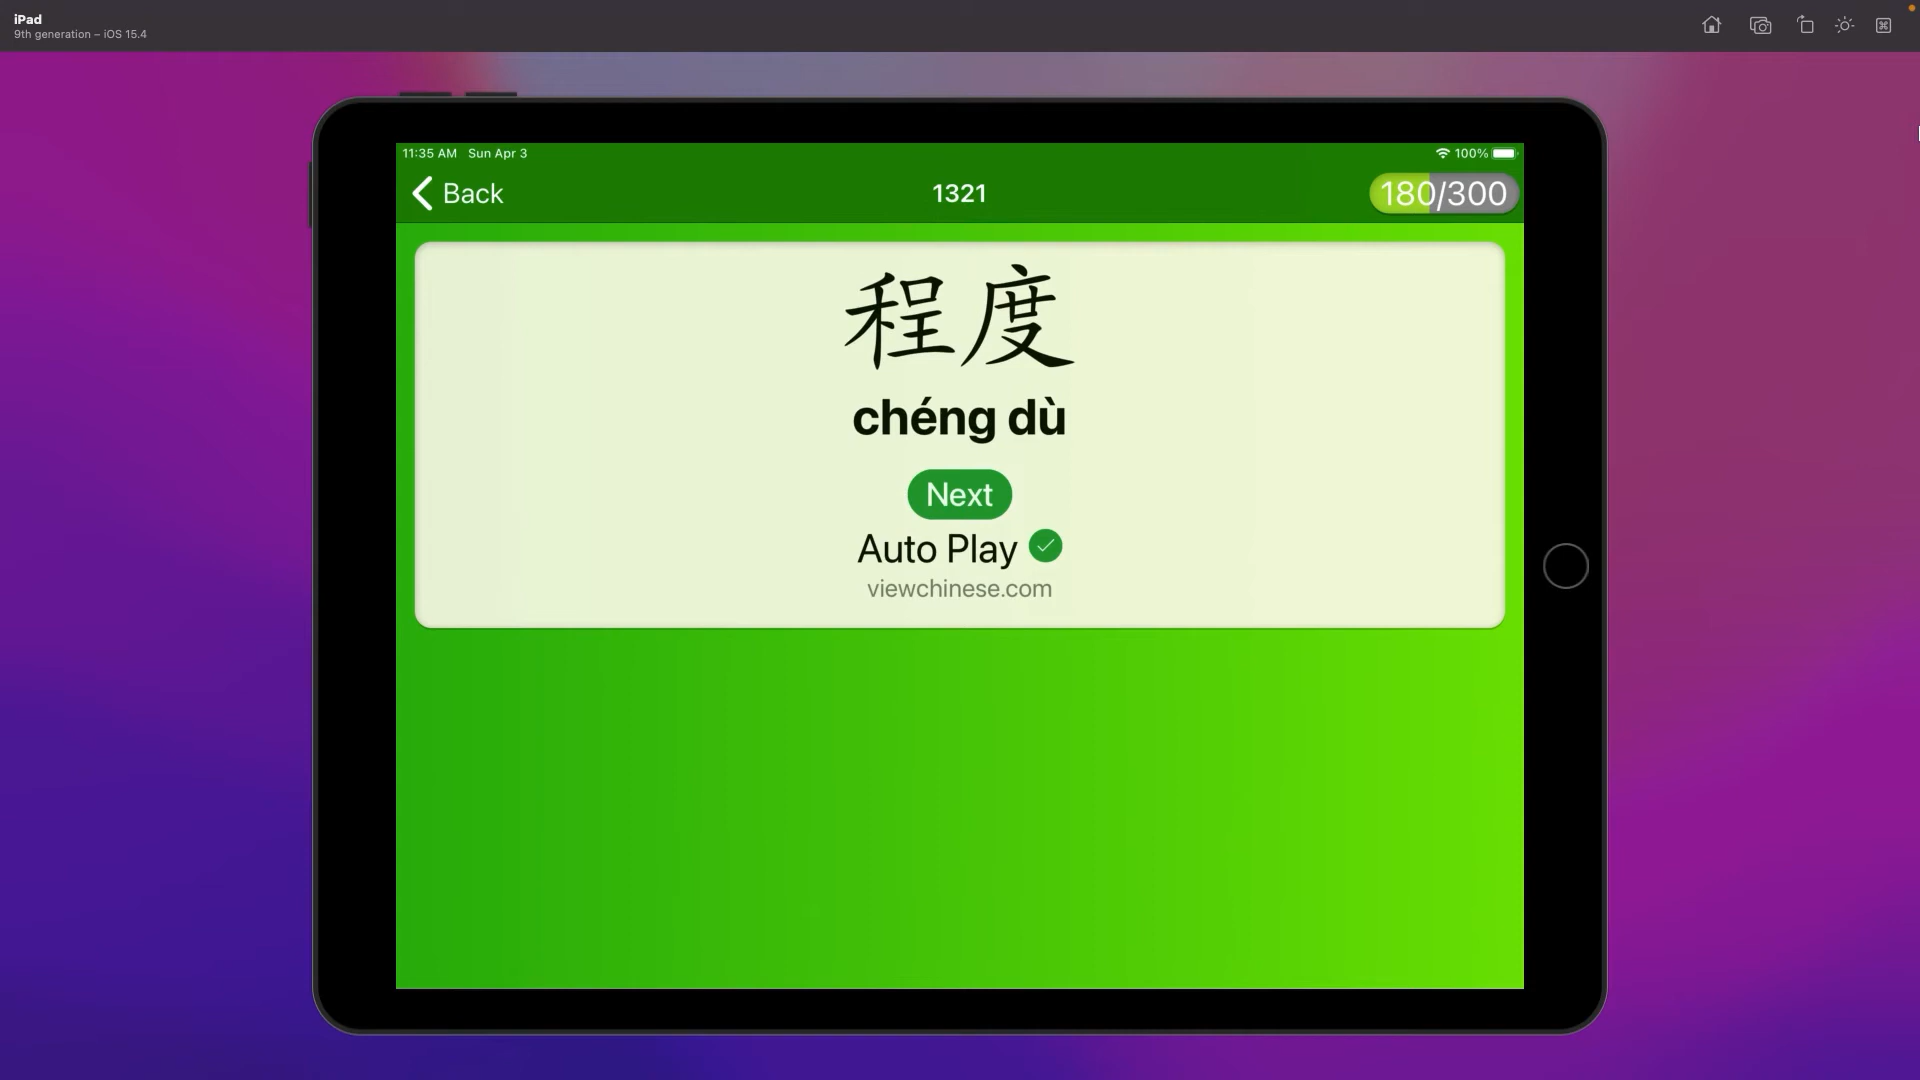 iPad
9th generation – iOS 15.4
11:35 AM Sun Apr 3
100%
Back
1321
180/300
程度
chéng dù
Next
Auto Play
viewchinese.com